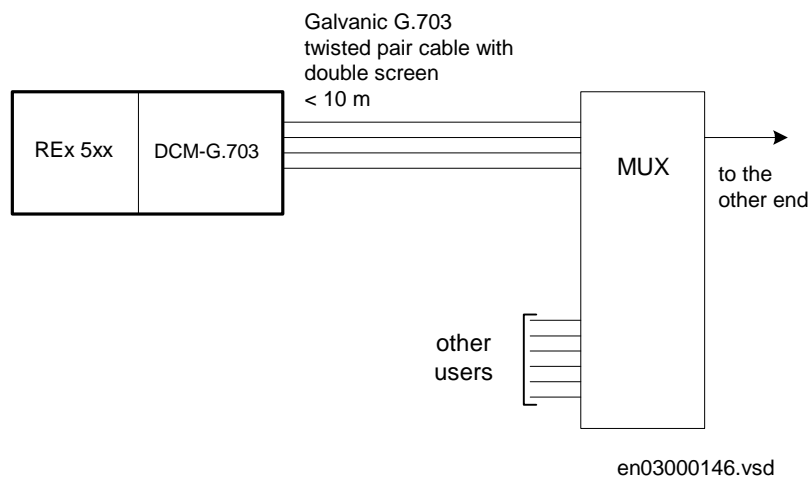 Galvanic G.703
twisted pair cable with
double screen
< 10 m
REx 5xx
DCM-G.703
MUX
to the
other end
other
users
en03000146.vsd